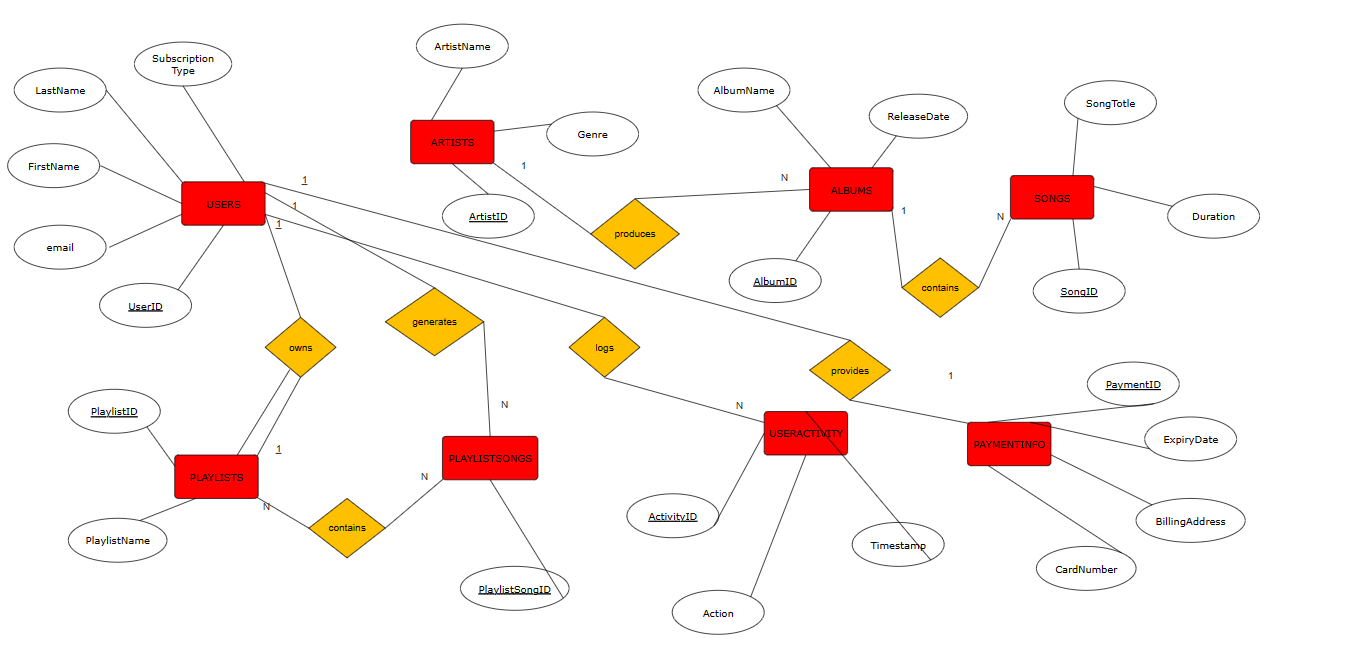 ArtistName
Subscription
Type
LastName
AlbumName
SongTotle
ReleaseDate
Genre
ARTISTS
FirstName
1
N
1
ALBUMS
SONGS
USERS
1
1
N
ArtistID
Duration
1
produces
email
AlbumID
contains
SongID
UserID
generates
owns
logs
provides
1
PaymentID
N
N
PlaylistID
USERACTIVITY
ExpiryDate
PAYMENTINFO
1
PLAYLISTSONGS
PLAYLISTS
N
N
ActivityID
BillingAddress
contains
PlaylistName
Timestamp
CardNumber
PlaylistSongID
Action